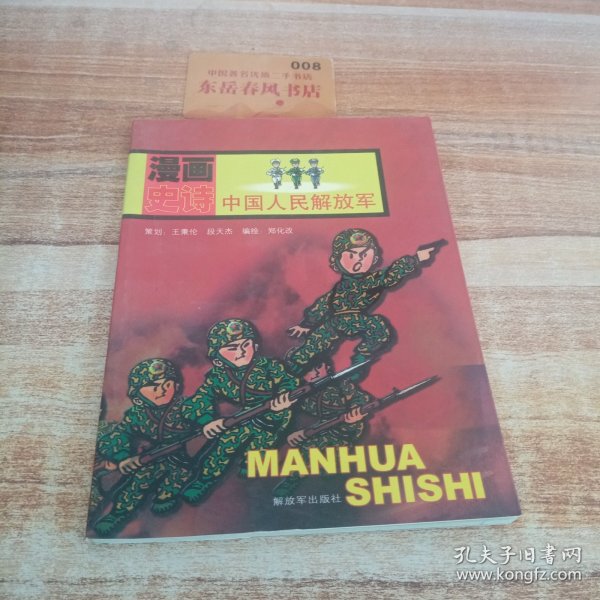 008
中国著名优质二手书店
东岳春风书店
漫画
史诗
中国人民解放军
策划：王秉伦 段天杰 编绘：郑化改
MANHUA
SHISHI
解放军出版社
孔夫子旧书网
www.kongfz.com